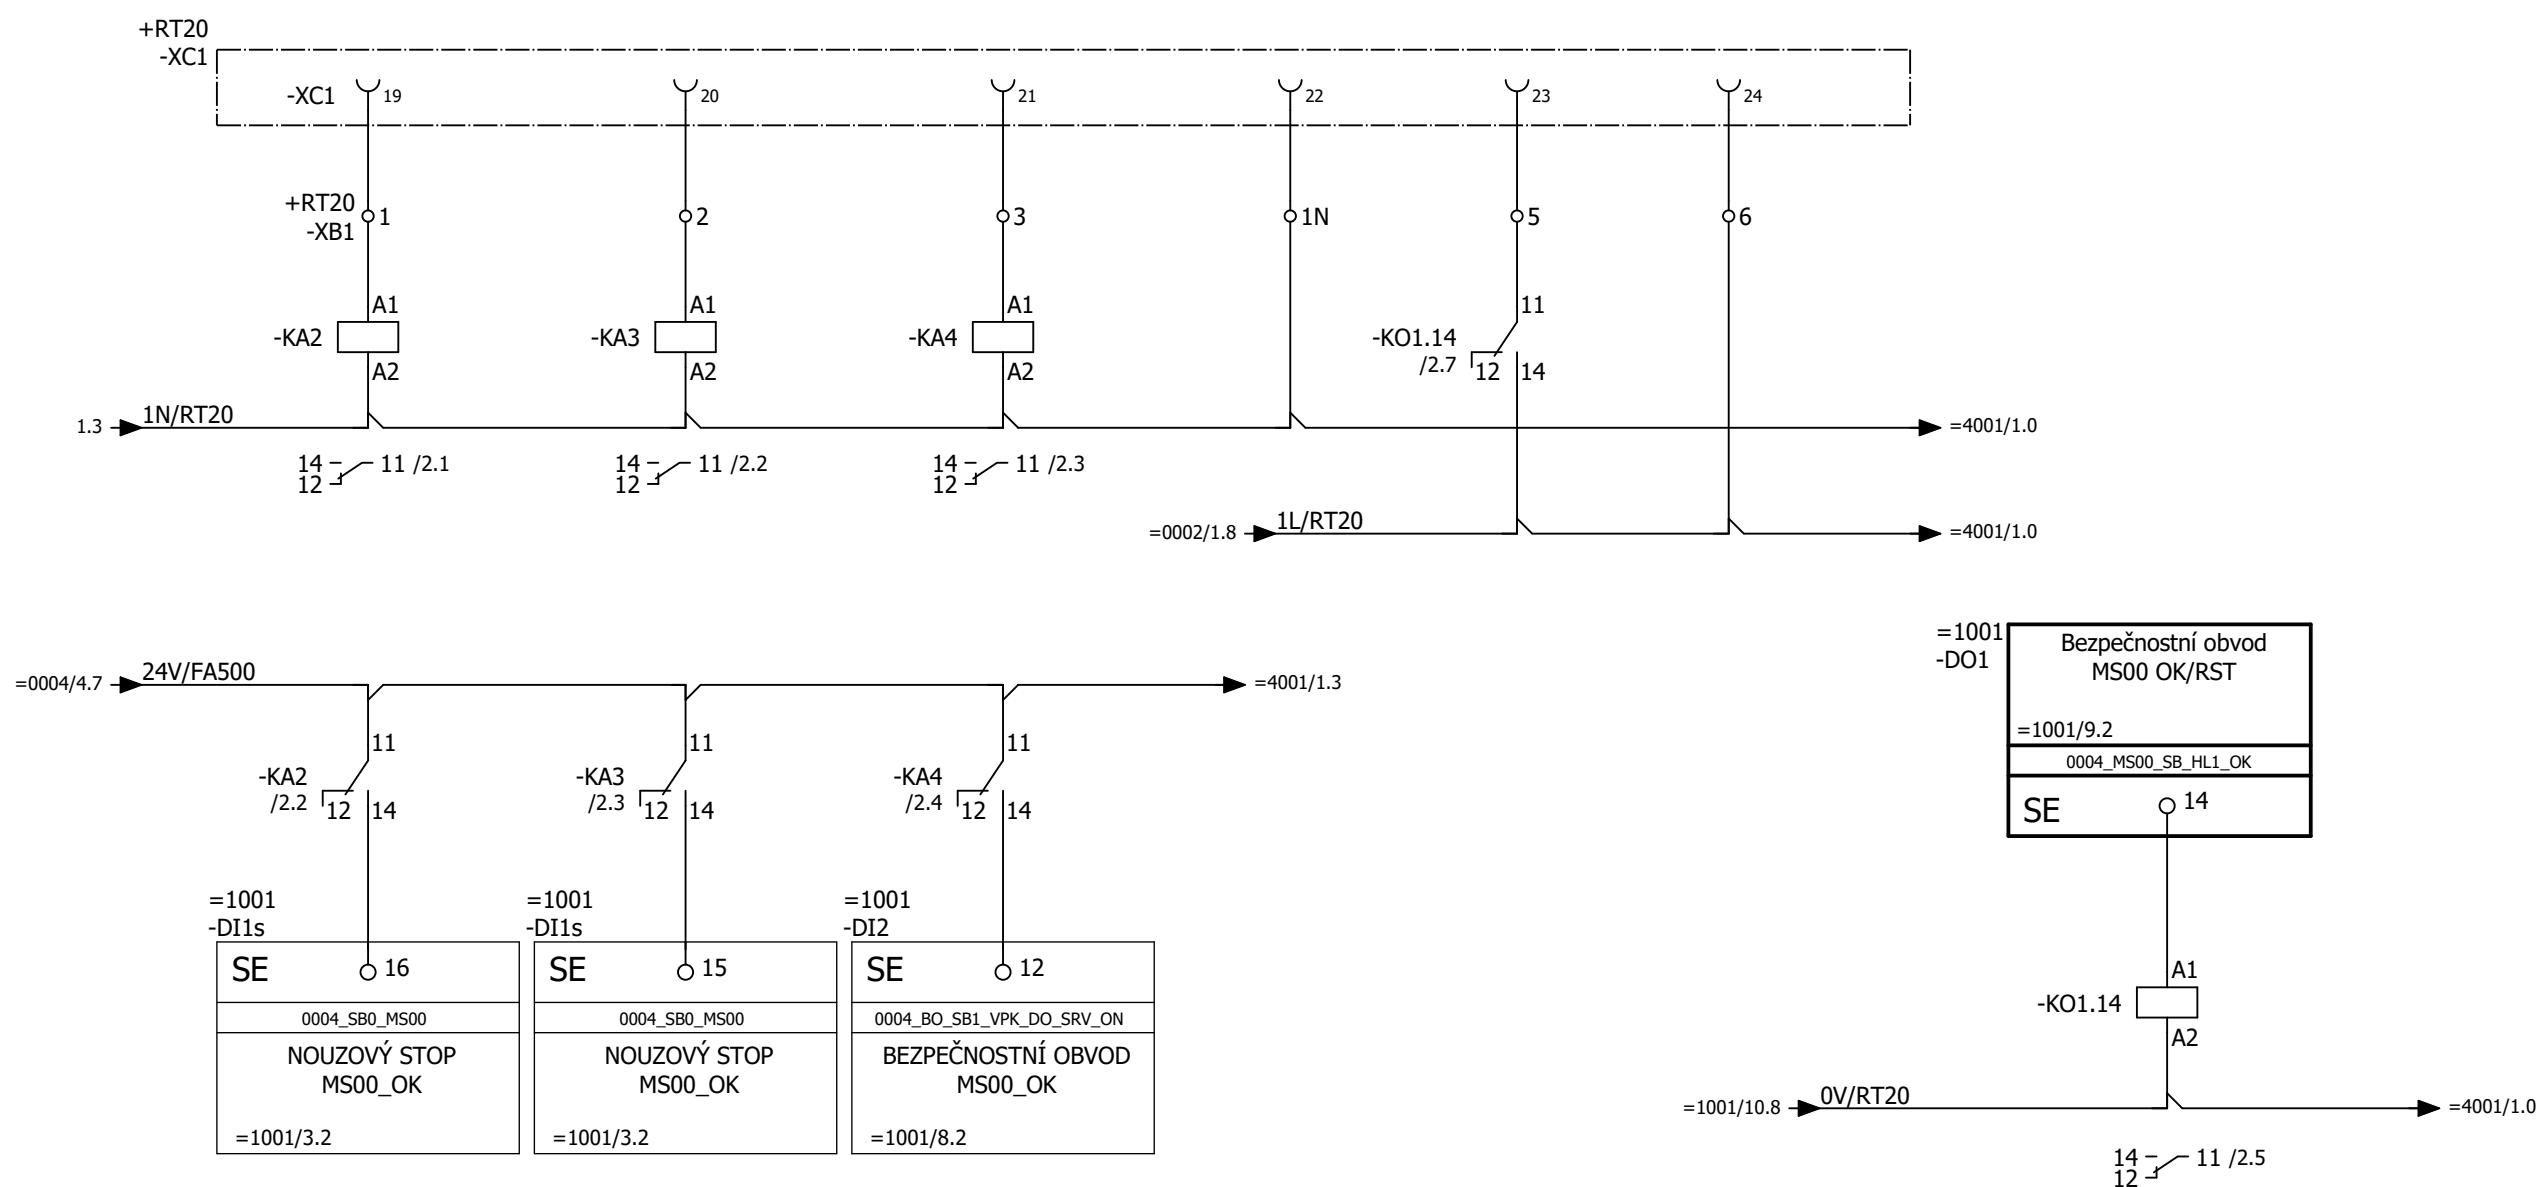 +RT20
-XC1
-XC1
19
20
21
22
23
24
+RT20
-XB1
1
2
3
1N
5
6
A1
A1
A1
11
-KA2
-KA3
-KA4
-KO1.14
/2.7
12
14
A2
A2
A2
1.3
1N/RT20
=4001/1.0
14
12
11 /2.1
14
12
11 /2.2
14
12
11 /2.3
=0002/1.8
1L/RT20
=4001/1.0
=0004/4.7
24V/FA500
=4001/1.3
11
11
11
-KA2
/2.2
12
14
-KA3
/2.3
12
14
-KA4
/2.4
12
14
=1001
-DI1s
SE
16
0004_SB0_MS00
NOUZOVÝ STOP
MS00_OK
=1001/3.2
=1001
-DI1s
SE
15
0004_SB0_MS00
NOUZOVÝ STOP
MS00_OK
=1001/3.2
=1001
-DI2
SE
12
0004_BO_SB1_VPK_DO_SRV_ON
BEZPEČNOSTNÍ OBVOD
MS00_OK
=1001/8.2
=1001
-DO1
Bezpečnostní obvod
MS00 OK/RST
=1001/9.2
0004_MS00_SB_HL1_OK
SE
14
A1
-KO1.14
A2
=1001/10.8
0V/RT20
=4001/1.0
14
12
11 /2.5